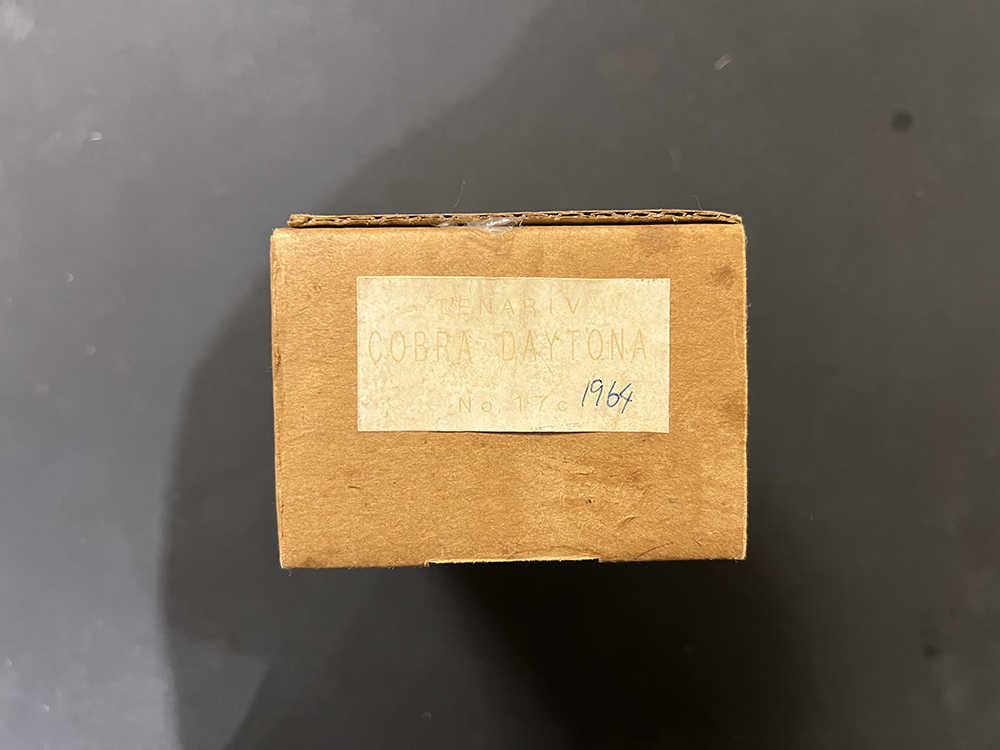 TENARIV
COBRA DAYTONA
No 17c 1964